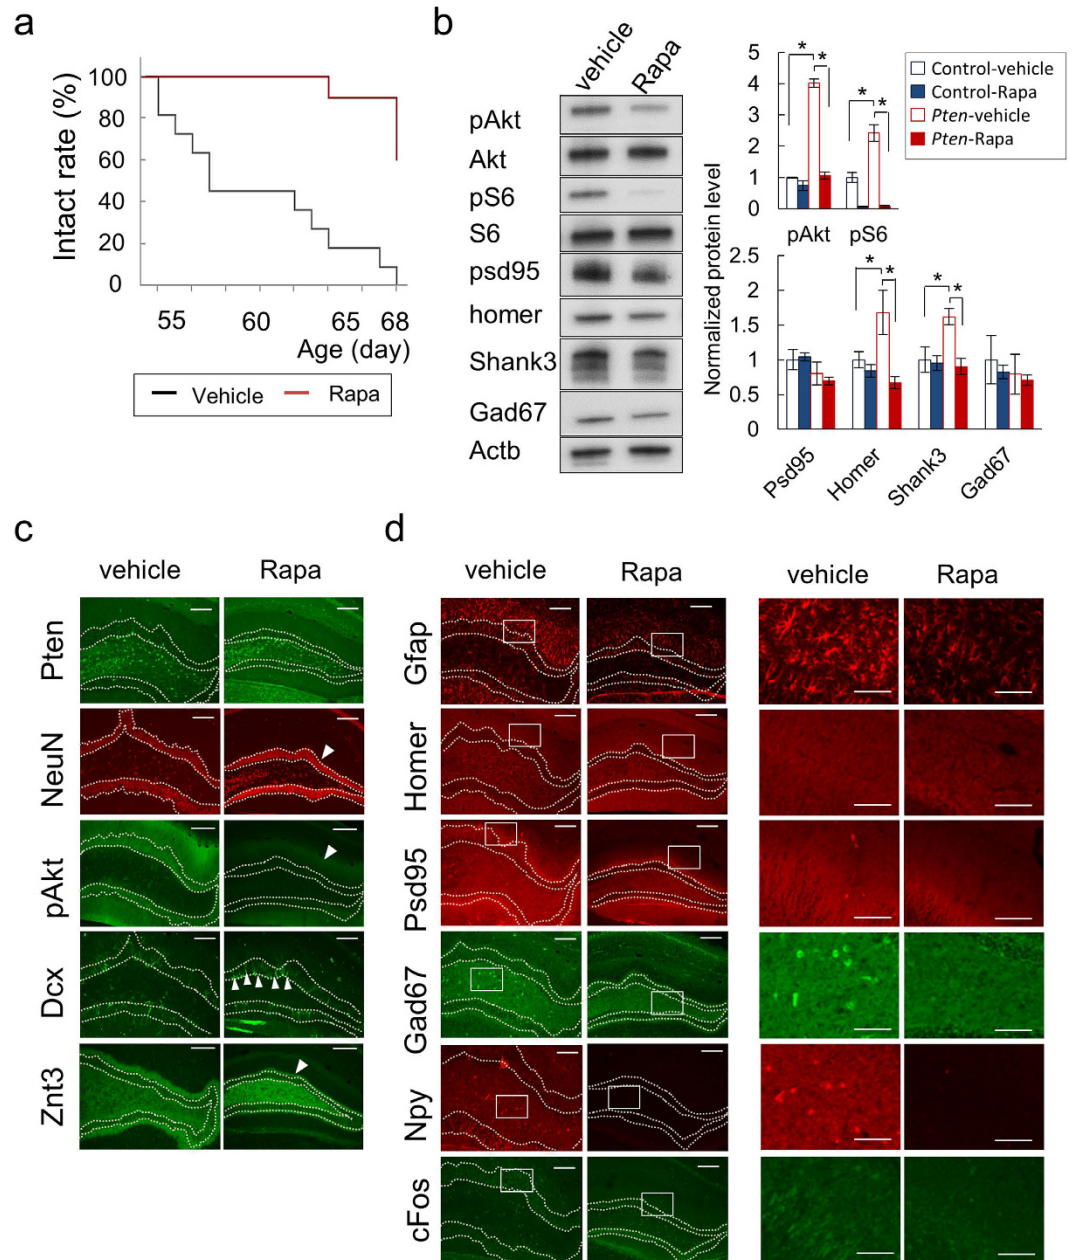 a
Intact rate (%)
100
80
60
40
20
0
55 60 65 68
Age (day)
Vehicle Rapa
b
vehicle Rapa
pAkt
Akt
pS6
S6
psd95
homer
Shank3
Gad67
Actb
Normalized protein level
5
4
3
2
1
0
* * * *
pAkt pS6
Control-vehicle
Control-Rapa
Pten-vehicle
Pten-Rapa
2.5
2
1.5
1
0.5
0
* * * *
Psd95 Homer Shank3 Gad67
c
vehicle Rapa
Pten
NeuN
pAkt
Dcx
Znt3
d
vehicle Rapa vehicle Rapa
Gfap
Homer
Psd95
Gad67
Npy
cFos